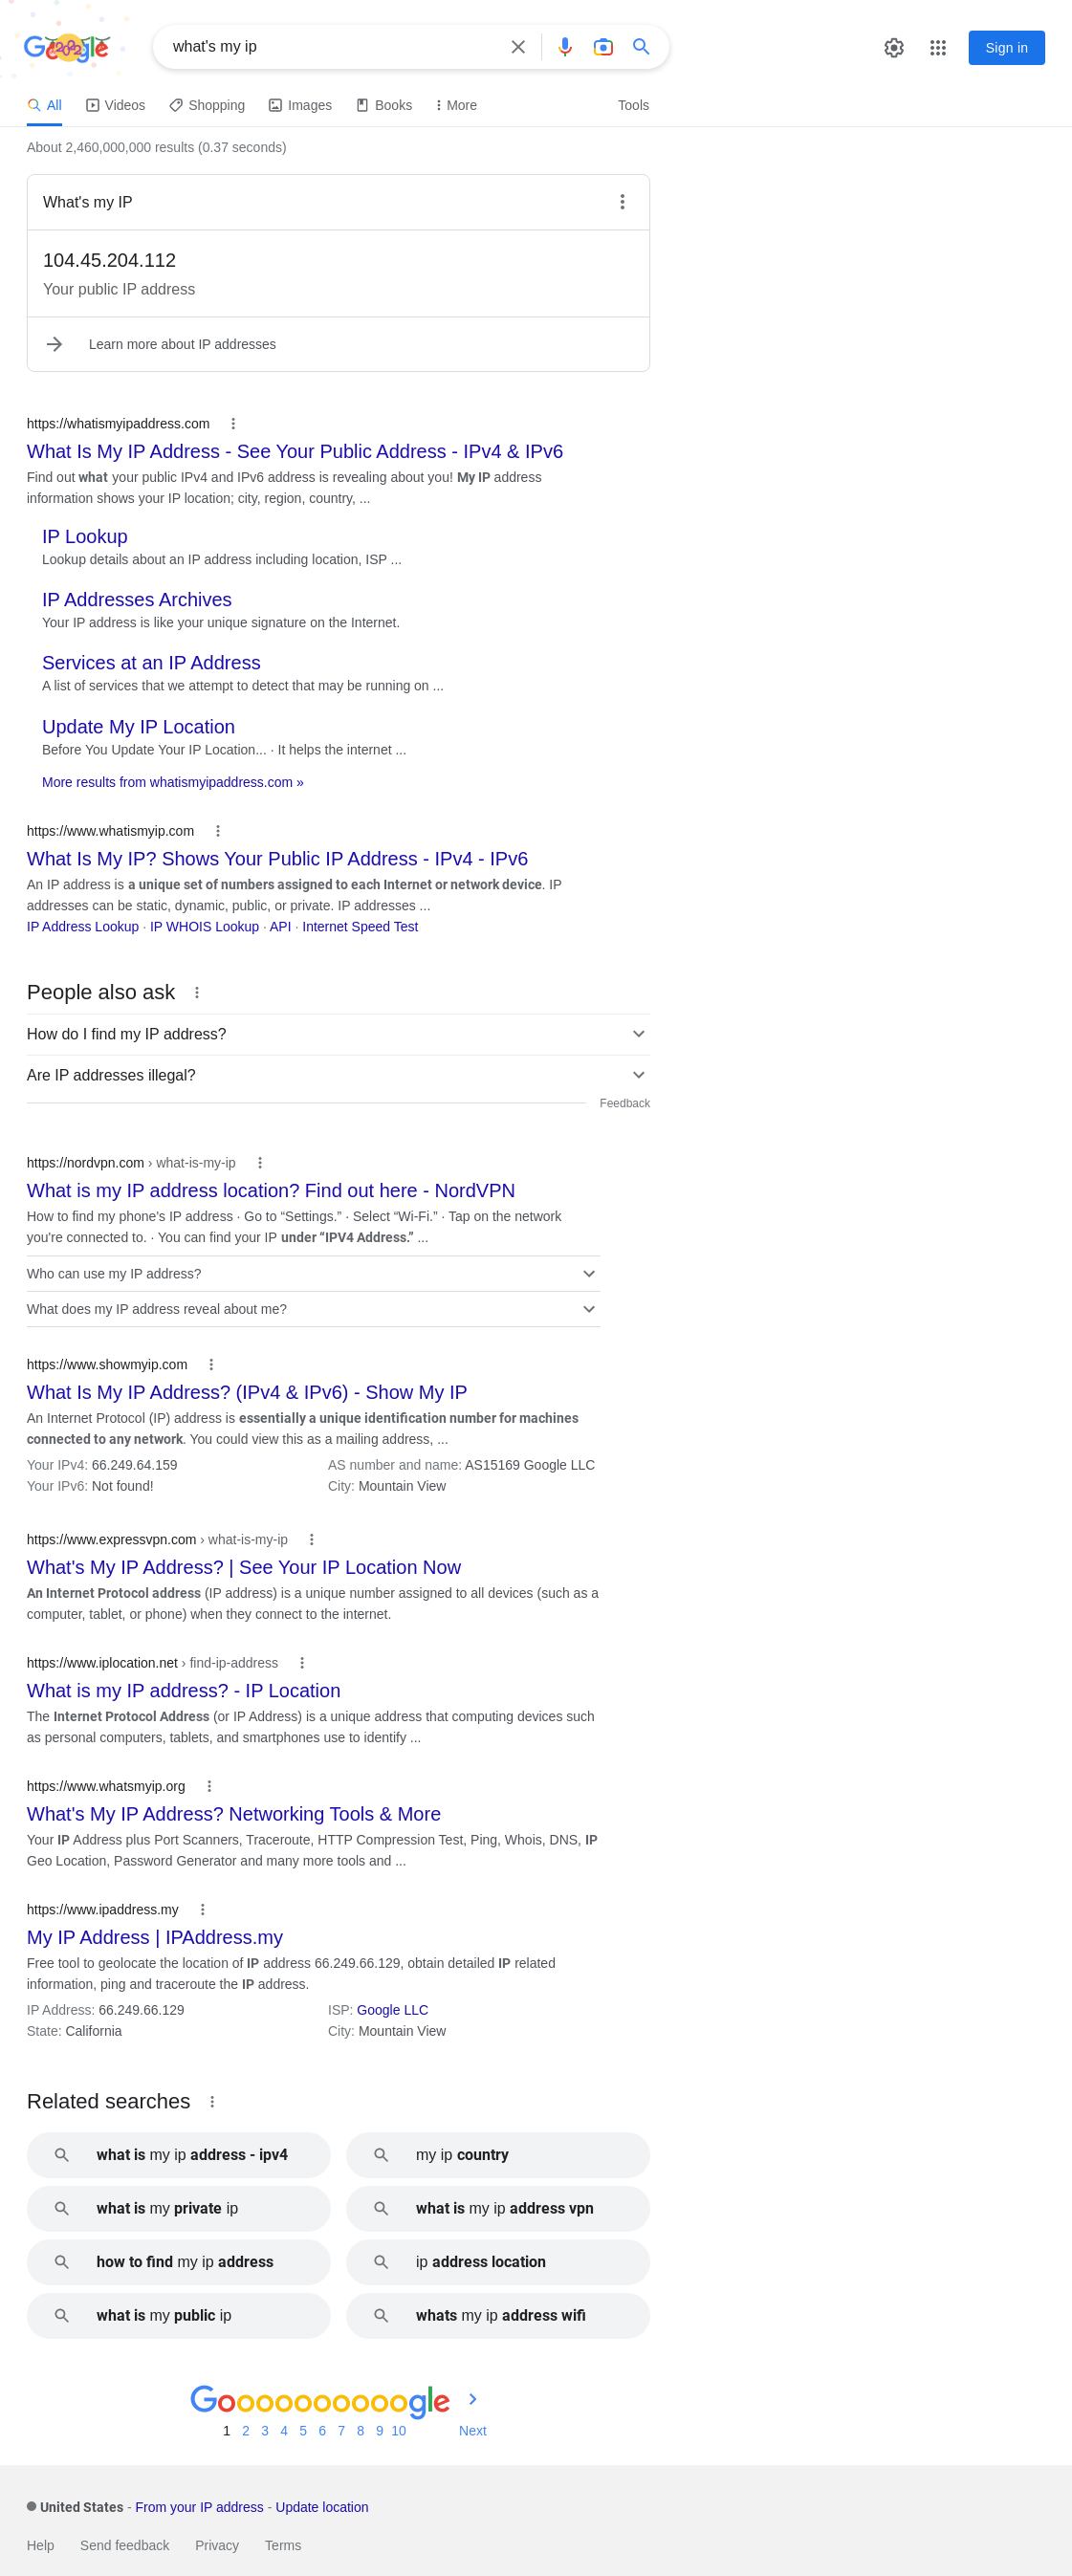 Google
2022
what's my ip
Sign in
All
Videos
Shopping
Images
Books
More
Tools
About 2,460,000,000 results (0.37 seconds)
What's my IP
104.45.204.112
Your public IP address
Learn more about IP addresses
https://whatismyipaddress.com
What Is My IP Address - See Your Public Address - IPv4 & IPv6
Find out what your public IPv4 and IPv6 address is revealing about you! My IP address
information shows your IP location; city, region, country, ...
IP Lookup
Lookup details about an IP address including location, ISP ...
IP Addresses Archives
Your IP address is like your unique signature on the Internet.
Services at an IP Address
A list of services that we attempt to detect that may be running on ...
Update My IP Location
Before You Update Your IP Location... · It helps the internet ...
More results from whatismyipaddress.com »
https://www.whatismyip.com
What Is My IP? Shows Your Public IP Address - IPv4 - IPv6
An IP address is a unique set of numbers assigned to each Internet or network device. IP
addresses can be static, dynamic, public, or private. IP addresses ...
IP Address Lookup · IP WHOIS Lookup · API · Internet Speed Test
People also ask
How do I find my IP address?
Are IP addresses illegal?
Feedback
https://nordvpn.com › what-is-my-ip
What is my IP address location? Find out here - NordVPN
How to find my phone's IP address · Go to “Settings.” · Select “Wi-Fi.” · Tap on the network
you're connected to. · You can find your IP under “IPV4 Address.” ...
Who can use my IP address?
What does my IP address reveal about me?
https://www.showmyip.com
What Is My IP Address? (IPv4 & IPv6) - Show My IP
An Internet Protocol (IP) address is essentially a unique identification number for machines
connected to any network. You could view this as a mailing address, ...
Your IPv4: 66.249.64.159
AS number and name: AS15169 Google LLC
Your IPv6: Not found!
City: Mountain View
https://www.expressvpn.com › what-is-my-ip
What's My IP Address? | See Your IP Location Now
An Internet Protocol address (IP address) is a unique number assigned to all devices (such as a
computer, tablet, or phone) when they connect to the internet.
https://www.iplocation.net › find-ip-address
What is my IP address? - IP Location
The Internet Protocol Address (or IP Address) is a unique address that computing devices such
as personal computers, tablets, and smartphones use to identify ...
https://www.whatsmyip.org
What's My IP Address? Networking Tools & More
Your IP Address plus Port Scanners, Traceroute, HTTP Compression Test, Ping, Whois, DNS, IP
Geo Location, Password Generator and many more tools and ...
https://www.ipaddress.my
My IP Address | IPAddress.my
Free tool to geolocate the location of IP address 66.249.66.129, obtain detailed IP related
information, ping and traceroute the IP address.
IP Address: 66.249.66.129
ISP: Google LLC
State: California
City: Mountain View
Related searches
what is my ip address - ipv4
my ip country
what is my private ip
what is my ip address vpn
how to find my ip address
ip address location
what is my public ip
whats my ip address wifi
Goooooooooogle
1 2 3 4 5 6 7 8 9 10 Next
United States - From your IP address - Update location
Help Send feedback Privacy Terms